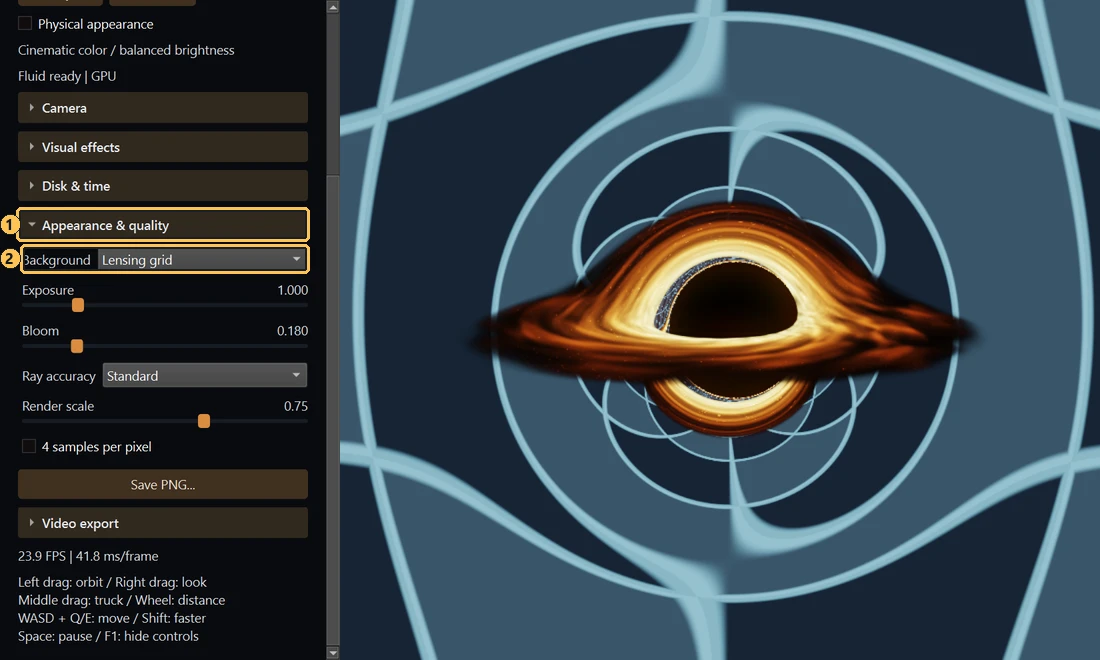 Physical appearance
Cinematic color / balanced brightness
Fluid ready | GPU
Camera
Visual effects
Disk & time
1
Appearance & quality
2
Background Lensing grid
Exposure 1.000
Bloom 0.180
Ray accuracy Standard
Render scale 0.75
4 samples per pixel
Save PNG...
Video export
23.9 FPS | 41.8 ms/frame
Left drag: orbit / Right drag: look
Middle drag: truck / Wheel: distance
WASD + Q/E: move / Shift: faster
Space: pause / F1: hide controls